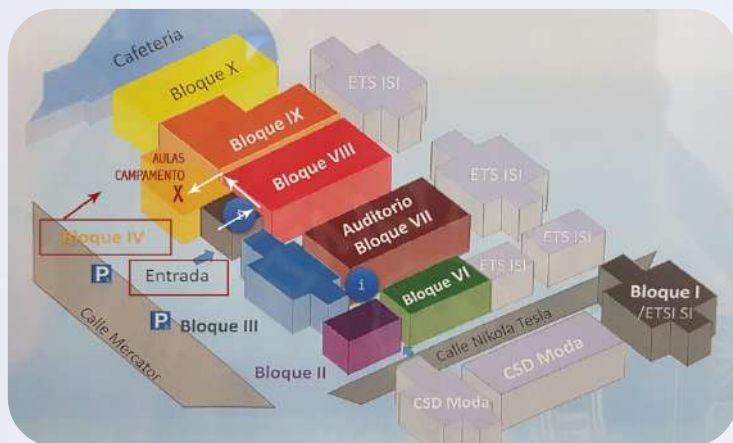 Cafetería
Bloque X
ETS ISI
Bloque IX
AULAS
CAMPAMENTO
X
Bloque VIII
ETS ISI
Bloque IV
i
Auditorio
Bloque VII
ETS ISI
Entrada
P
ETS ISI
i
Bloque VI
Bloque I
/ETSI SI
P
Bloque III
Calle Nikola Tesla
Calle Mercator
Bloque II
CSD Moda
CSD Moda